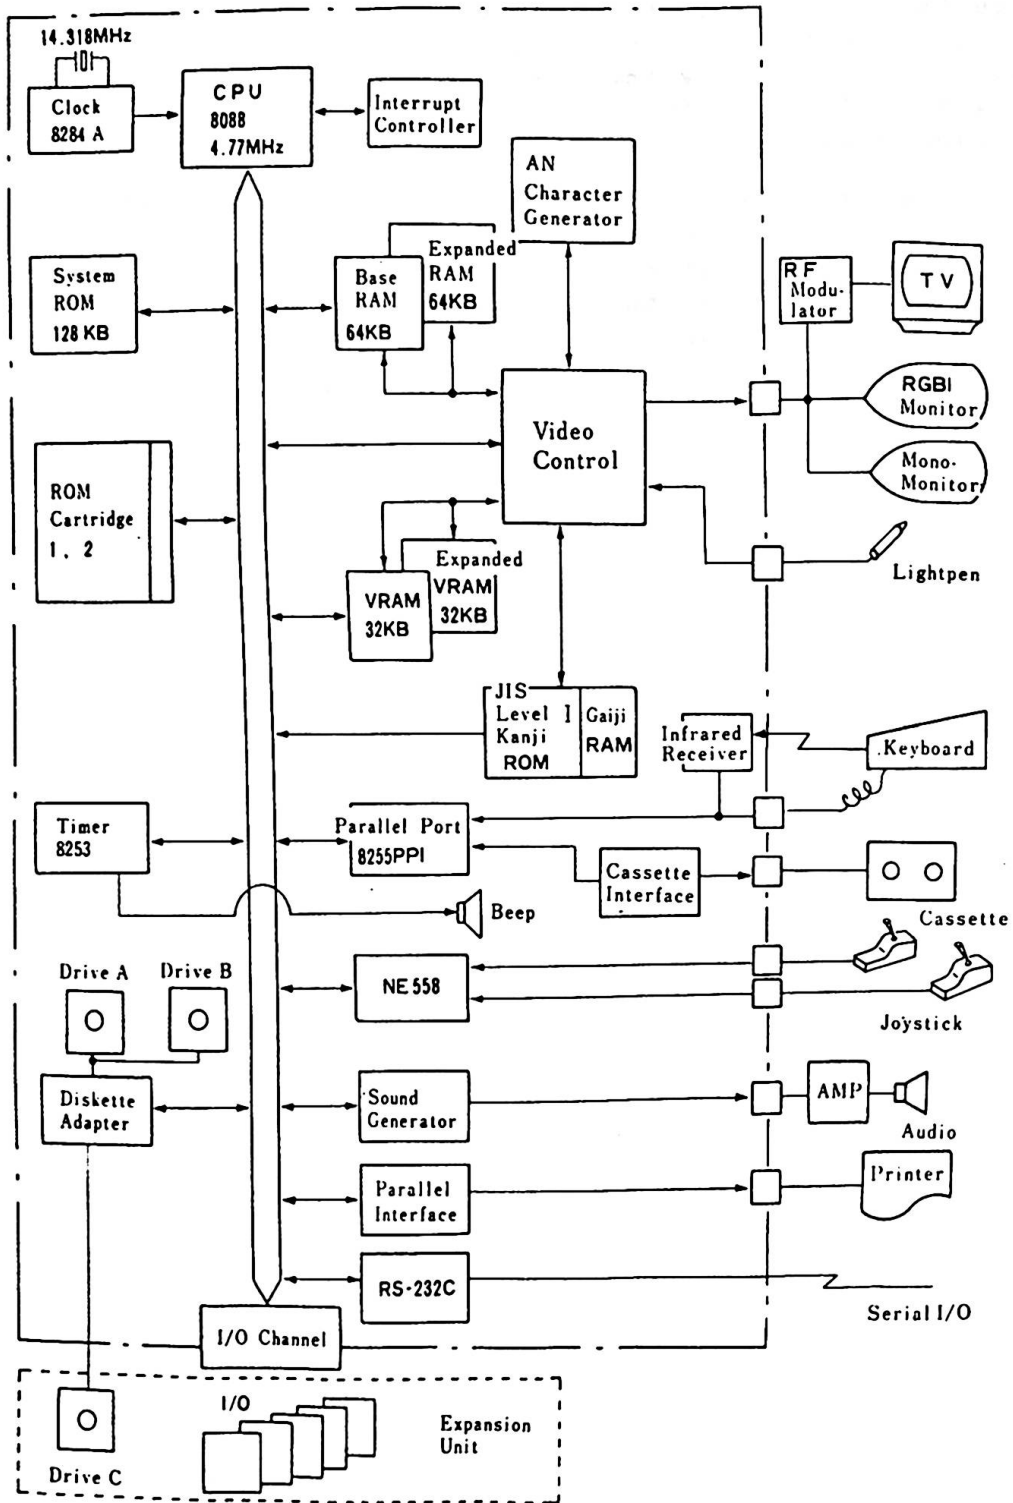 14.318MHz
Clock
8284 A
CPU
8088
4.77MHz
Interrupt
Controller
AN
Character
Generator
System
ROM
128 KB
Base
RAM
64KB
Expanded
RAM
64KB
RF
Modu-
lator
TV
RGBI
Monitor
Mono-
Monitor
Video
Control
ROM
Cartridge
1, 2
Lightpen
VRAM
32KB
Expanded
VRAM
32KB
JIS
Level I
Kanji
ROM
Gaiji
RAM
Infrared
Receiver
.Keyboard
Timer
8253
Parallel Port
8255PPI
Cassette
Interface
Cassette
Beep
Drive A
Drive B
NE558
Joystick
Diskette
Adapter
Sound
Generator
AMP
Audio
Parallel
Interface
Printer
RS-232C
Serial I/O
I/O Channel
I/O
Expansion
Unit
Drive C